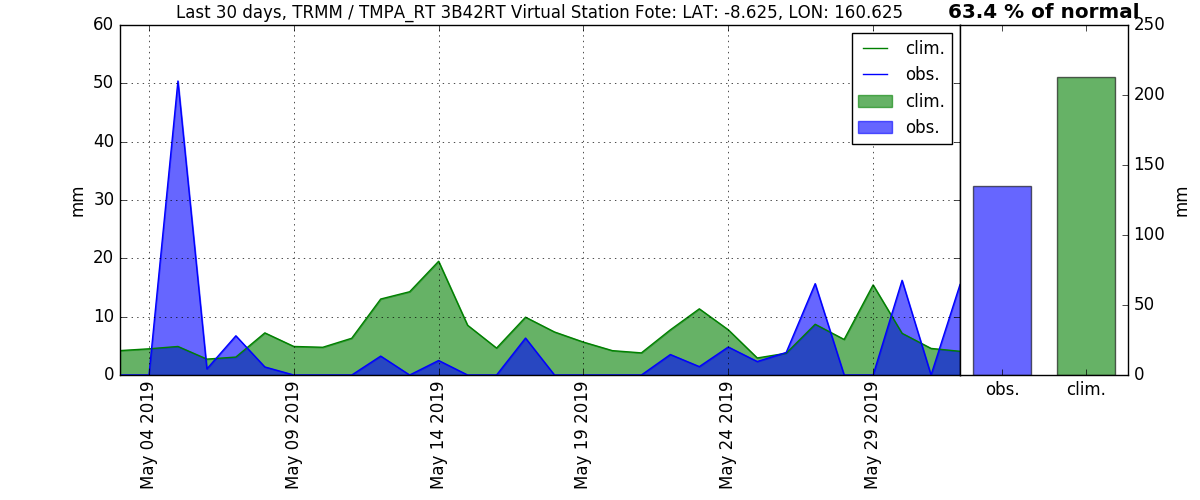 Last 30 days, TRMM / TMPA_RT 3B42RT Virtual Station Fote: LAT: -8.625, LON: 160.625
63.4 % of normal
60
50
40
30
20
10
0
mm
clim.
obs.
clim.
obs.
May 04 2019
May 09 2019
May 14 2019
May 19 2019
May 24 2019
May 29 2019
250
200
150
100
50
0
mm
obs.
clim.